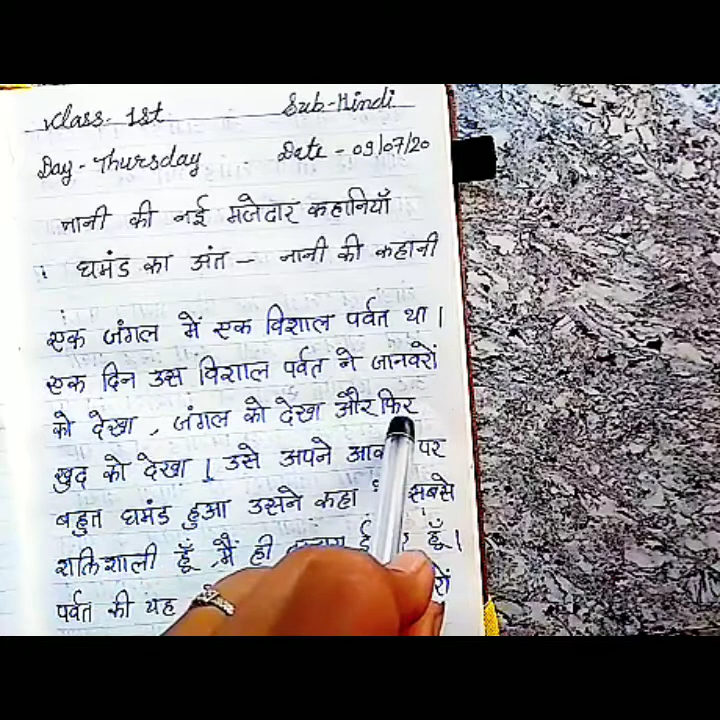 Class- 1st Sub-Hindi
Day- Thursday Date - 09/07/20
नानी की नई मजेदार कहानियाँ
घमंड का अंत - नानी की कहानी
एक जंगल में एक विशाल पर्वत था।
एक दिन उस विशाल पर्वत ने जानवरों
को देखा , जंगल को देखा और फिर
खुद को देखा । उसे अपने पर
बहुत घमंड हुआ उसने कहा सबसे
शक्तिशाली हूँ , मैं ही हूँ।
पर्वत की यह